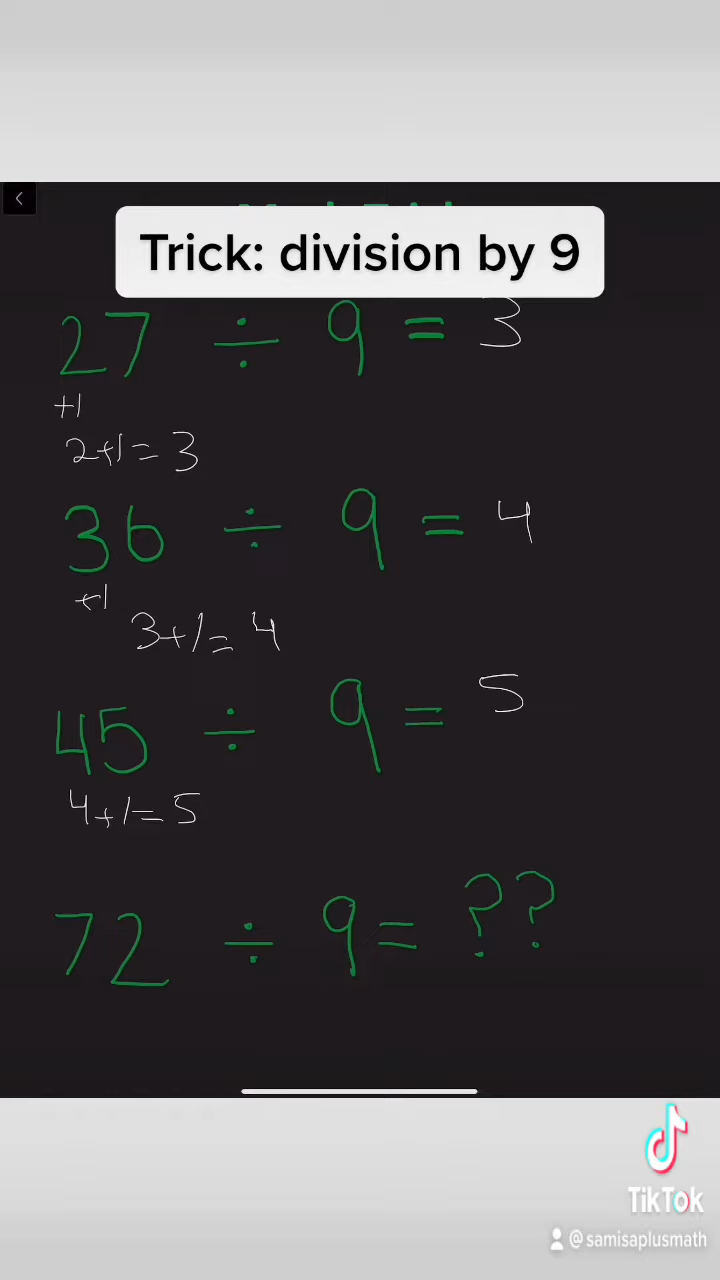 Trick: division by 9
27 ÷ 9 = 3
+1
2+1=3
36 ÷ 9 = 4
+1
3+1=4
45 ÷ 9 = 5
4+1=5
72 ÷ 9 = ??
TikTok
@samisaplusmath